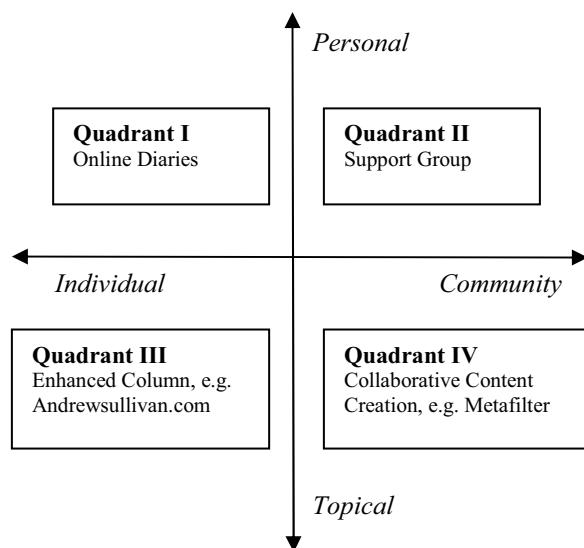 Personal
Quadrant I
Online Diaries
Quadrant II
Support Group
Individual
Community
Quadrant III
Enhanced Column, e.g.
Andrewsullivan.com
Quadrant IV
Collaborative Content
Creation, e.g. Metafilter
Topical